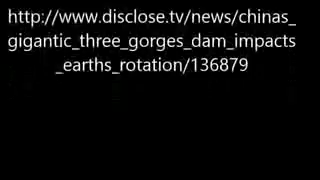 http://www.disclose.tv/news/chinas_
gigantic_three_gorges_dam_impacts
_earths_rotation/136879